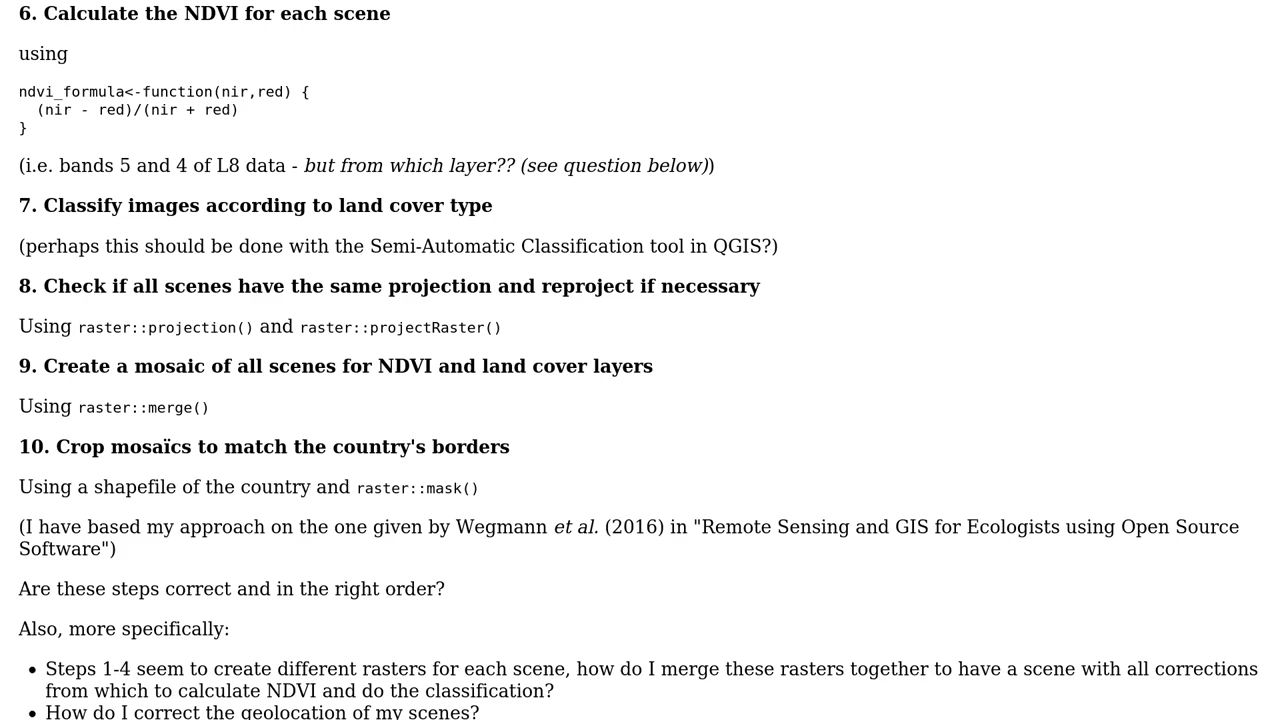 6. Calculate the NDVI for each scene
using
ndvi_formula<-function(nir,red) {
  (nir - red)/(nir + red)
}
(i.e. bands 5 and 4 of L8 data - but from which layer?? (see question below))
7. Classify images according to land cover type
(perhaps this should be done with the Semi-Automatic Classification tool in QGIS?)
8. Check if all scenes have the same projection and reproject if necessary
Using raster::projection() and raster::projectRaster()
9. Create a mosaic of all scenes for NDVI and land cover layers
Using raster::merge()
10. Crop mosaïcs to match the country's borders
Using a shapefile of the country and raster::mask()
(I have based my approach on the one given by Wegmann et al. (2016) in "Remote Sensing and GIS for Ecologists using Open Source
Software")
Are these steps correct and in the right order?
Also, more specifically:
• Steps 1-4 seem to create different rasters for each scene, how do I merge these rasters together to have a scene with all corrections
from which to calculate NDVI and do the classification?
• How do I correct the geolocation of my scenes?